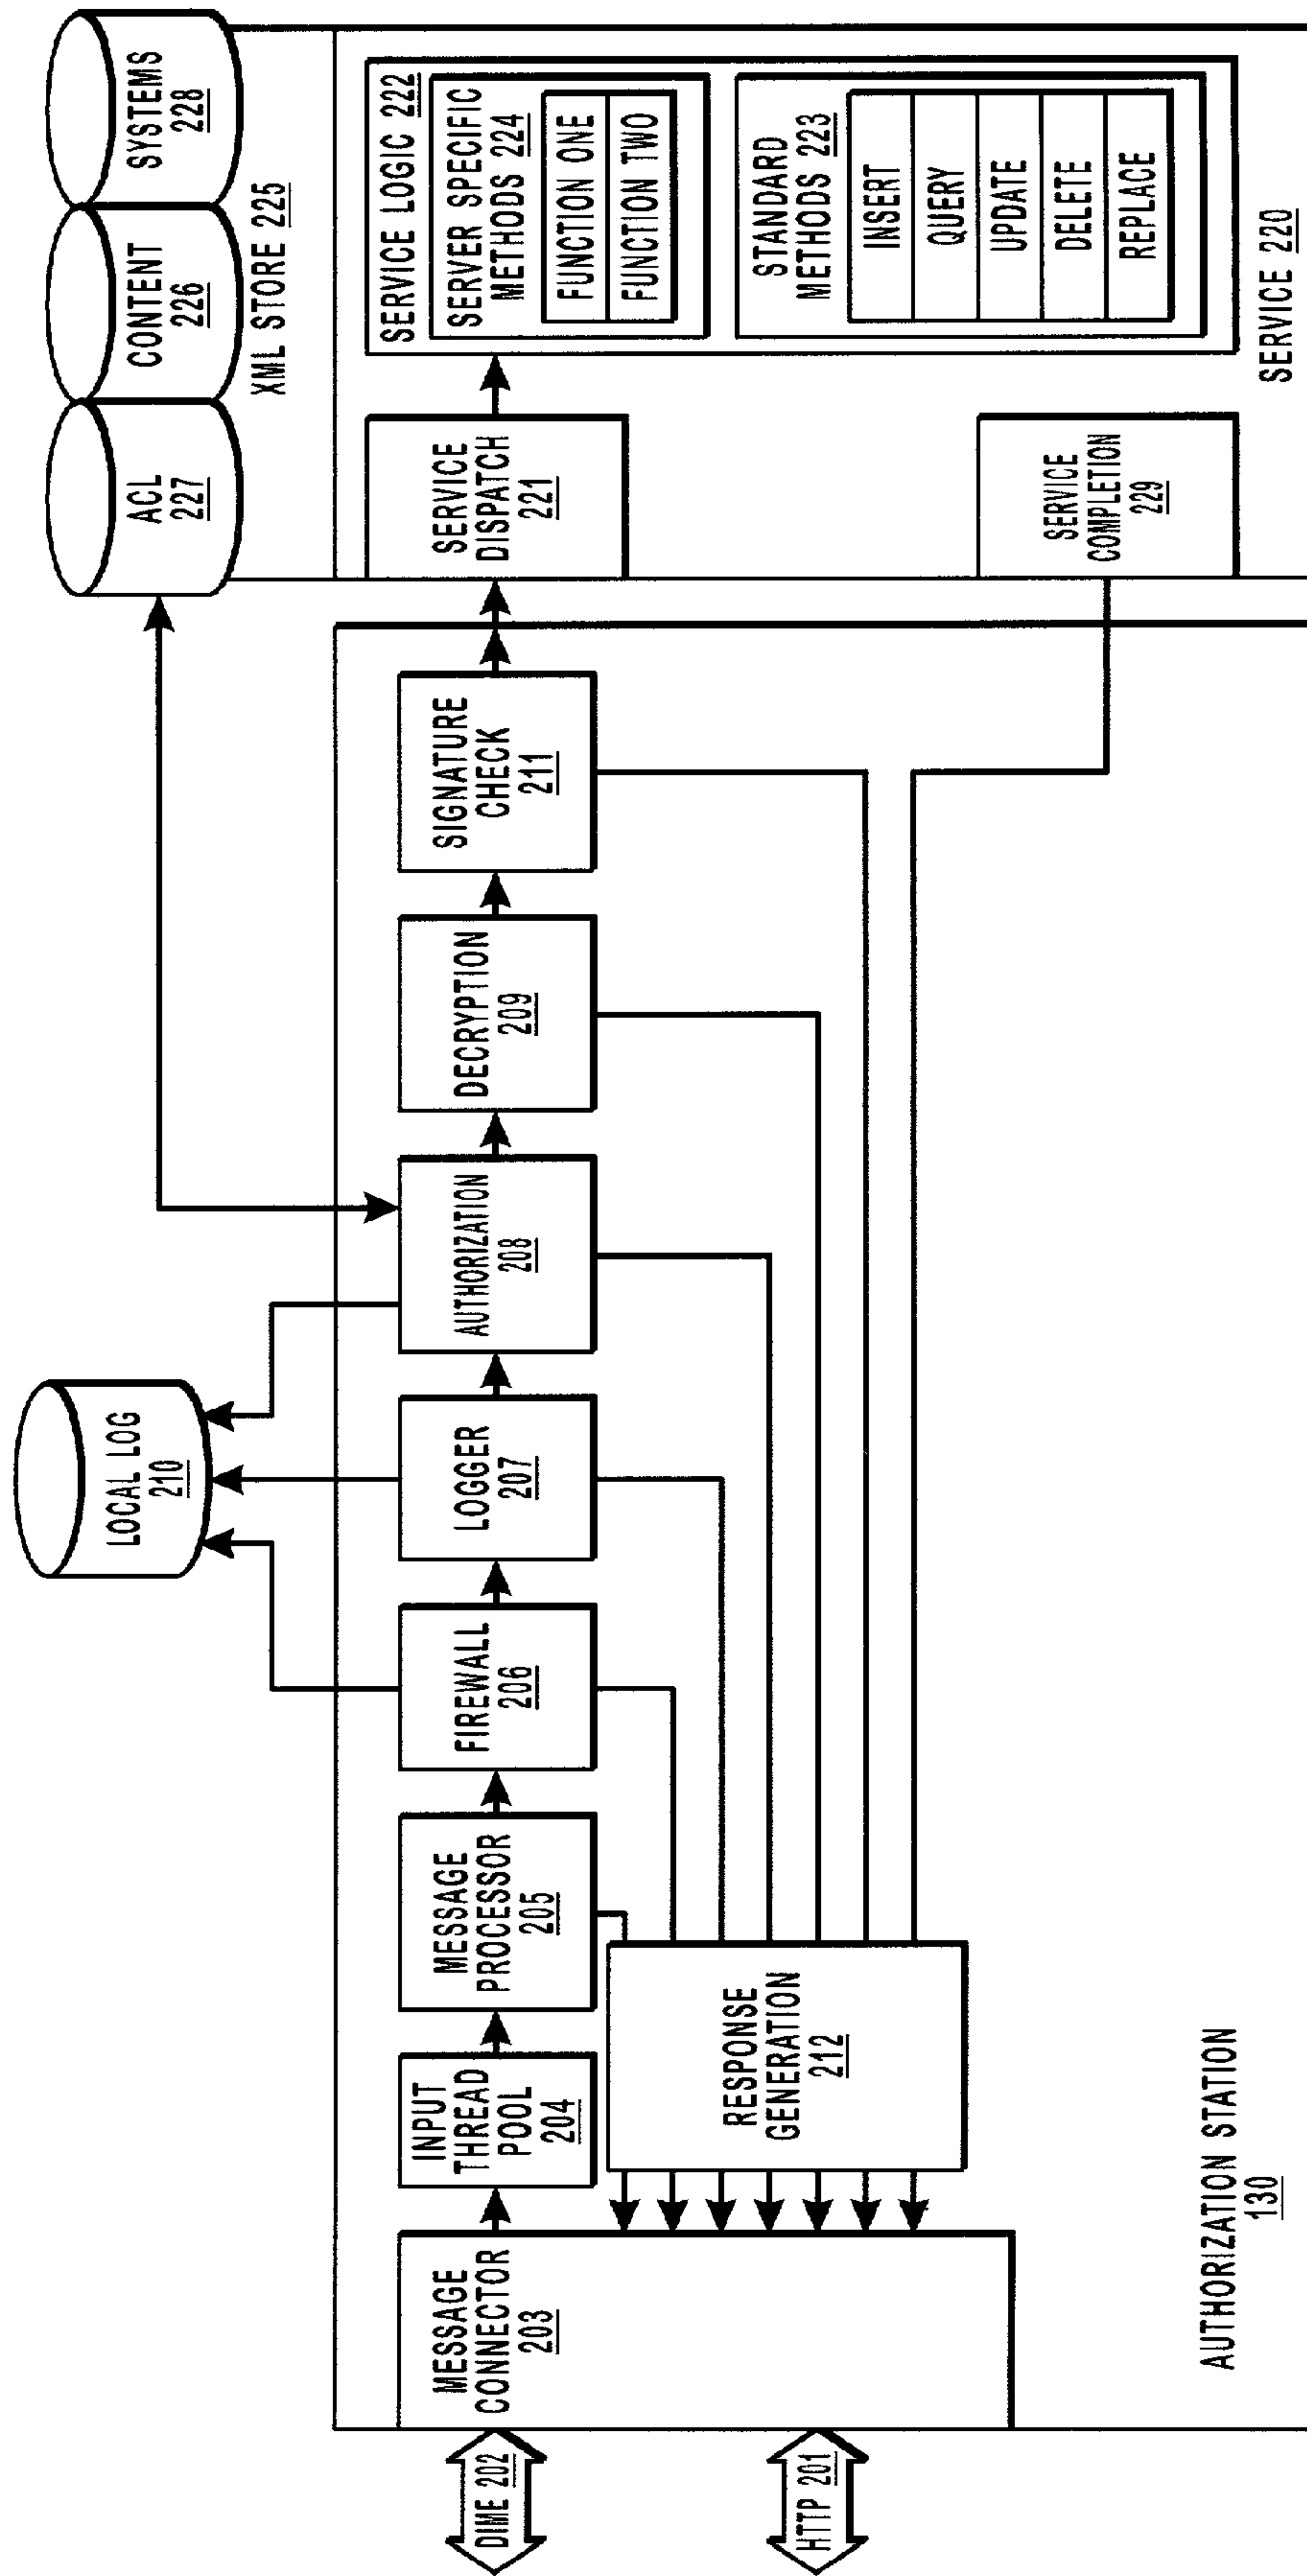 LOCAL LOG
210
ACL
227
CONTENT
226
SYSTEMS
228
XML STORE 225
DIME 202
HTTP 201
MESSAGE
CONNECTOR
203
INPUT
THREAD
POOL
204
MESSAGE
PROCESSOR
205
FIREWALL
206
LOGGER
207
AUTHORIZATION
208
DECRYPTION
209
SIGNATURE
CHECK
211
RESPONSE
GENERATION
212
AUTHORIZATION STATION
130
SERVICE
DISPATCH
221
SERVICE LOGIC 222
SERVER SPECIFIC
METHODS 224
FUNCTION ONE
FUNCTION TWO
STANDARD
METHODS 223
INSERT
QUERY
UPDATE
DELETE
REPLACE
SERVICE
COMPLETION
229
SERVICE 220